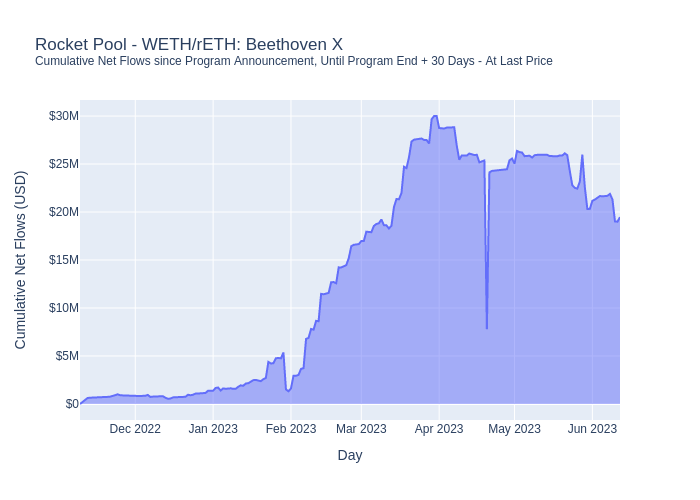 Rocket Pool - WETH/rETH: Beethoven X
Cumulative Net Flows since Program Announcement, Until Program End + 30 Days - At Last Price
Cumulative Net Flows (USD)
$30M
$25M
$20M
$15M
$10M
$5M
$0
Dec 2022 Jan 2023 Feb 2023 Mar 2023 Apr 2023 May 2023 Jun 2023
Day